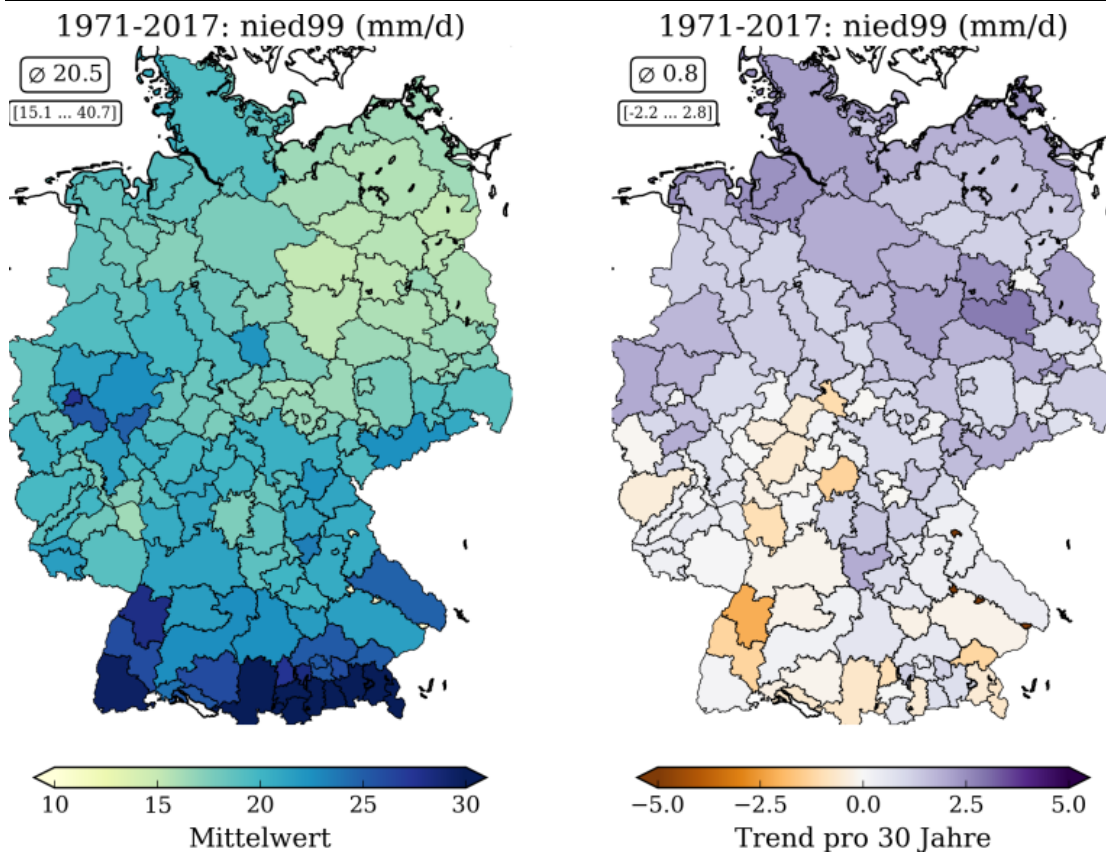 1971-2017: nied99 (mm/d)
∅ 20.5
[15.1 ... 40.7]
10 15 20 25 30
Mittelwert
1971-2017: nied99 (mm/d)
∅ 0.8
[-2.2 ... 2.8]
−5.0 −2.5 0.0 2.5 5.0
Trend pro 30 Jahre